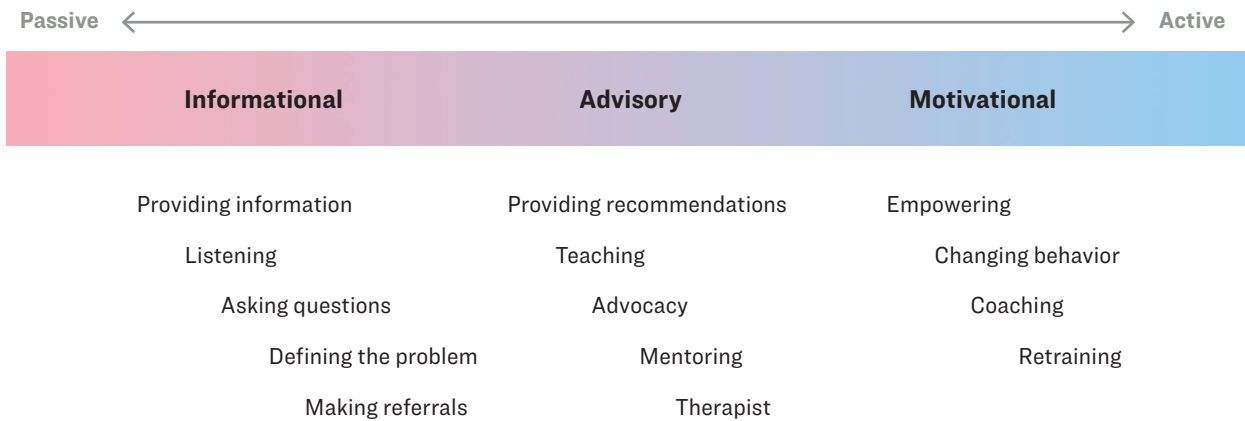 Passive Active
Informational Advisory Motivational
Providing information Providing recommendations Empowering
Listening Teaching Changing behavior
Asking questions Advocacy Coaching
Defining the problem Mentoring Retraining
Making referrals Therapist